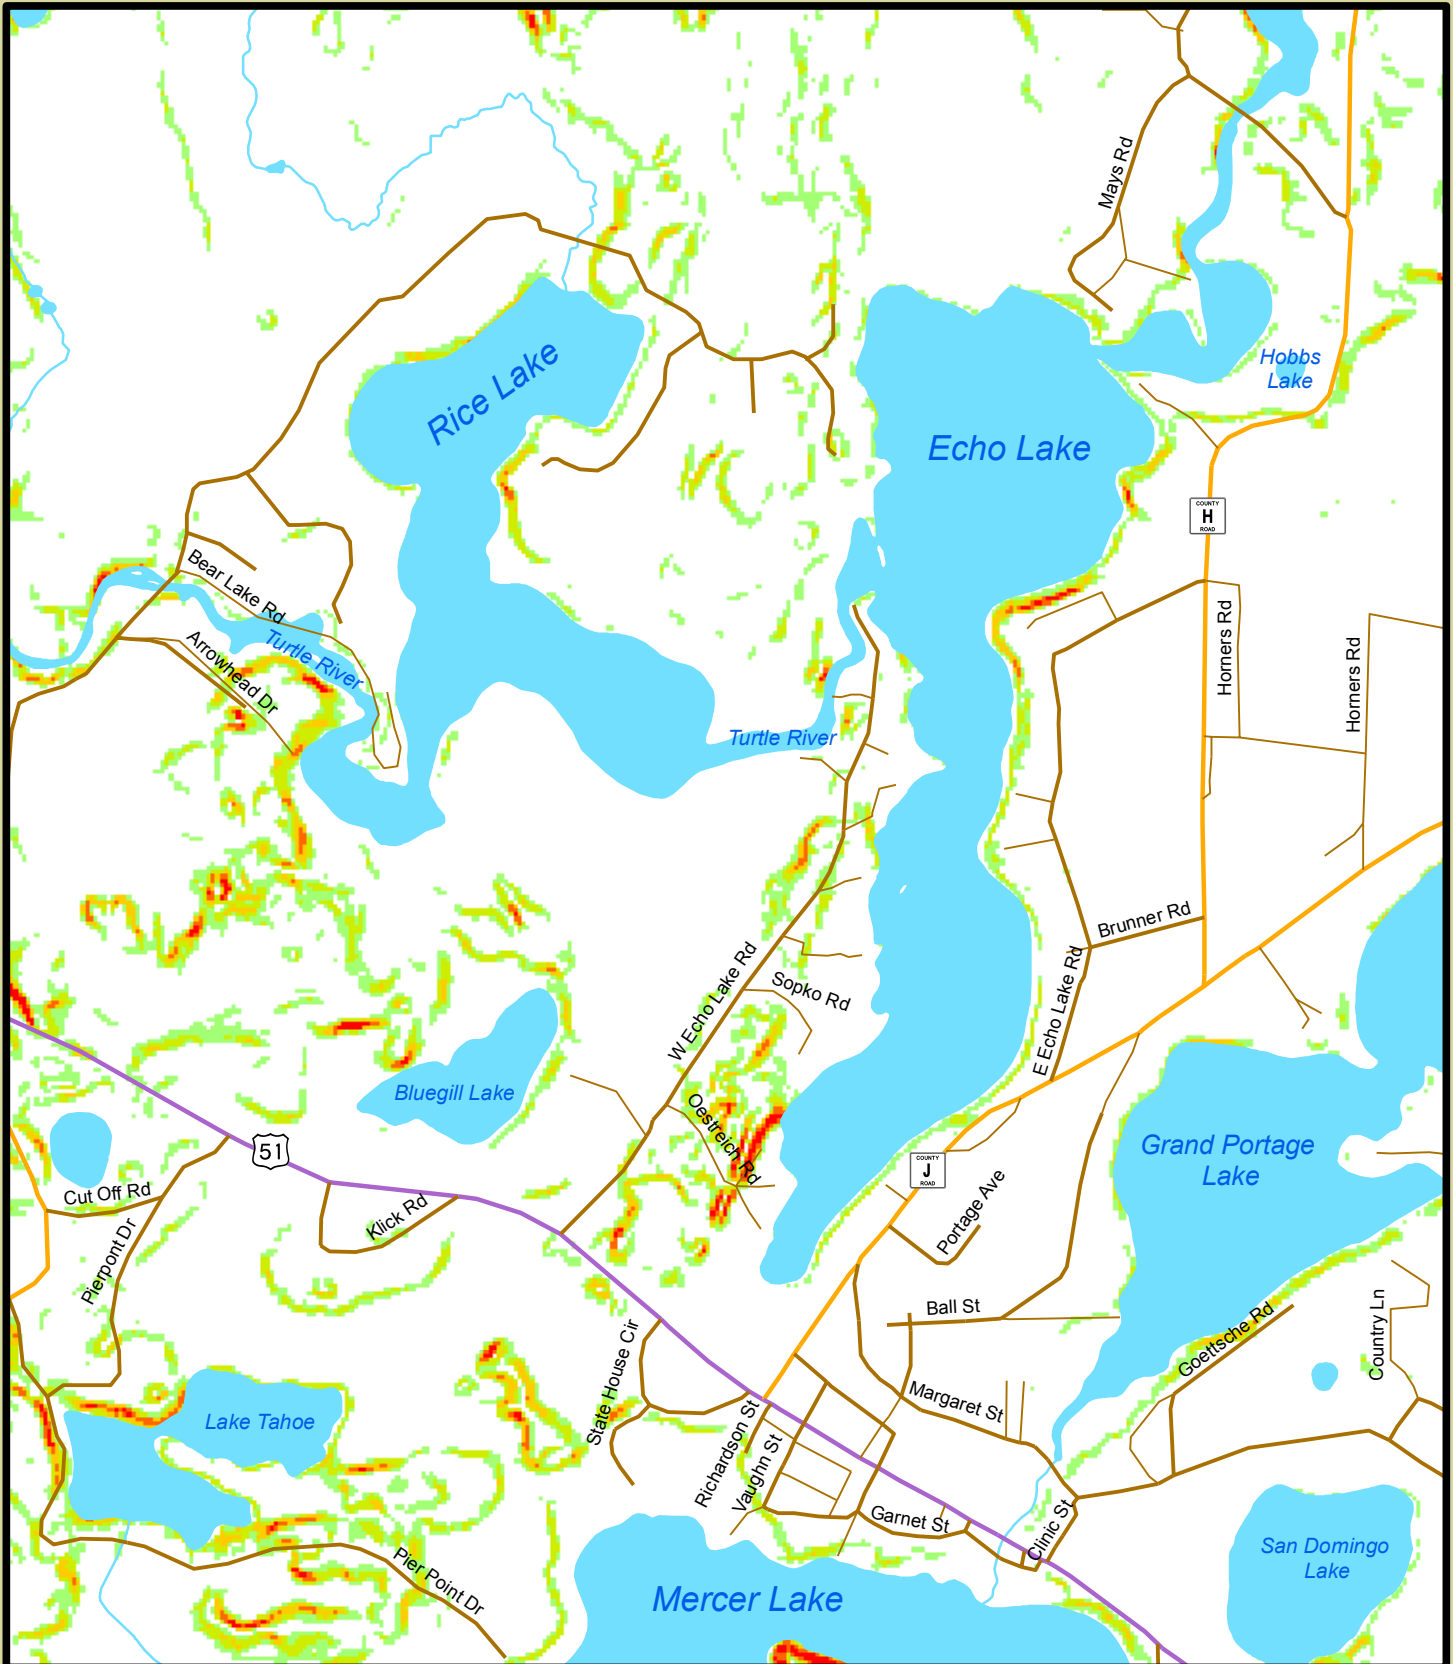 Mays Rd
Hobbs
Lake
Rice Lake
Echo Lake
COUNTY
H
ROAD
Bear Lake Rd
Turtle River
Arrowhead Dr
Horners Rd
Horners Rd
Turtle River
Brunner Rd
W Echo Lake Rd
Sopko Rd
E Echo Lake Rd
Bluegill Lake
Oestreich Rd
51
Grand Portage
Lake
COUNTY
J
ROAD
Cut Off Rd
Klick Rd
Portage Ave
Pierpont Dr
Ball St
Goettsche Rd
Country Ln
State House Cir
Lake Tahoe
Margaret St
Richardson St
Vaughn St
Garnet St
Clinic St
San Domingo
Lake
Pier Point Dr
Mercer Lake